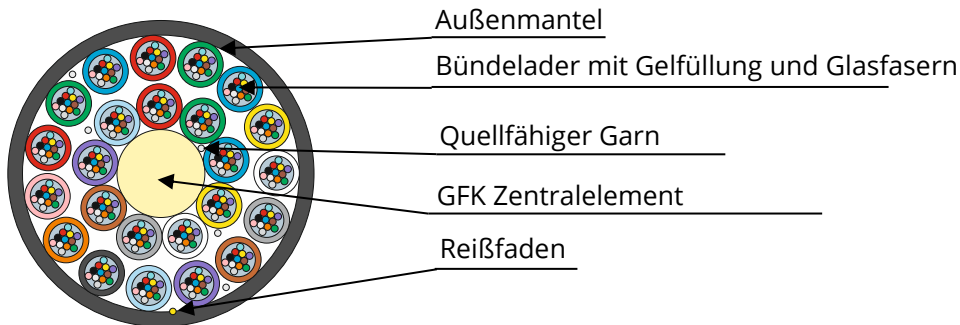 Außenmantel
Bündelader mit Gelfüllung und Glasfasern
Quellfähiger Garn
GFK Zentralelement
Reißfaden